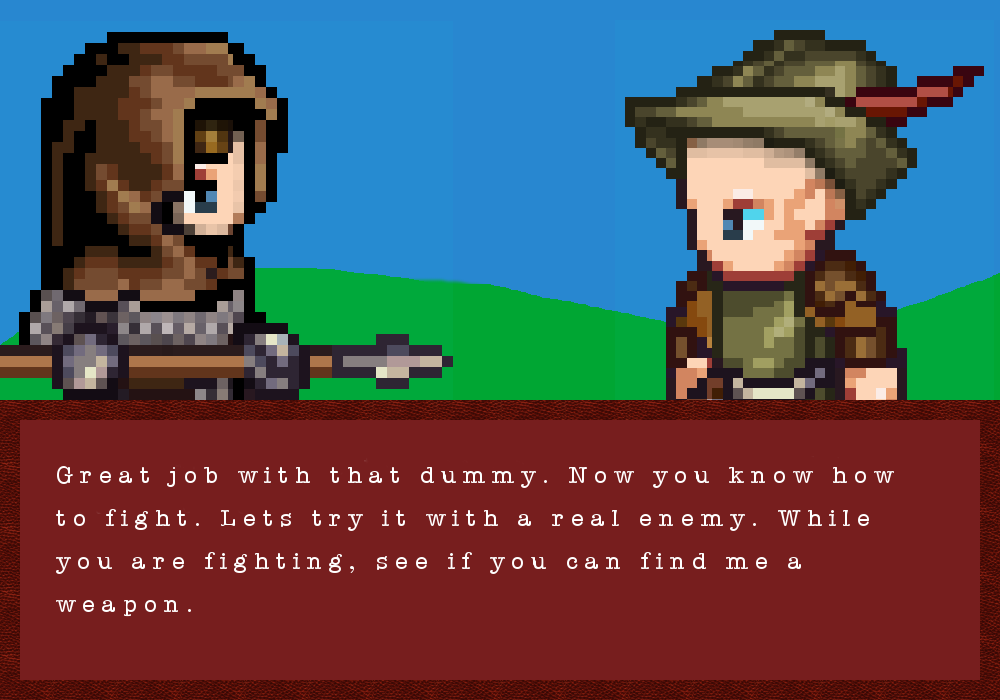 Great job with that dummy. Now you know how
to fight. Lets try it with a real enemy. While
you are fighting, see if you can find me a
weapon.